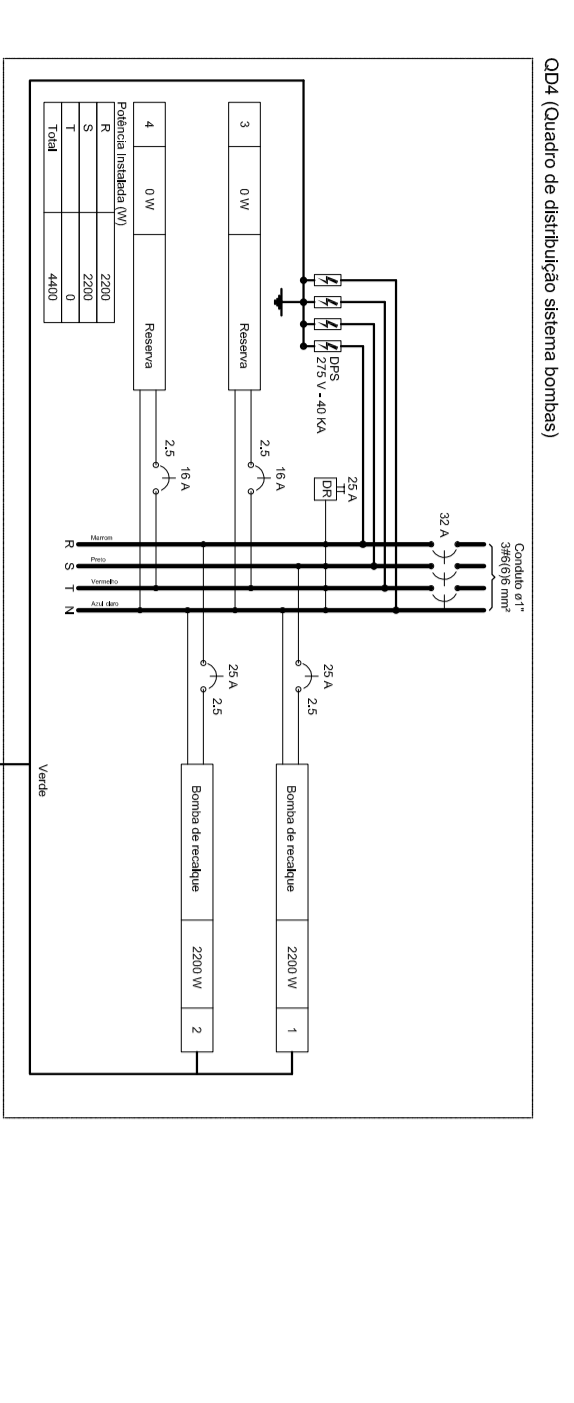 QD4 (Quadro de distribuição sistema bombas)
Conduto ø1"
3#6(6)6 mm²
32 A
DPS
275 V - 40 KA
25 A
DR
3
0 W
Reserva
2.5
16 A
4
0 W
Reserva
2.5
16 A
25 A
2.5
Bomba de recalque
2200 W
1
25 A
2.5
Bomba de recalque
2200 W
2
Marrom
Preto
Vermelho
Azul claro
R
S
T
N
Potência Instalada (W)
R 2200
S 2200
T 0
Total 4400
Verde